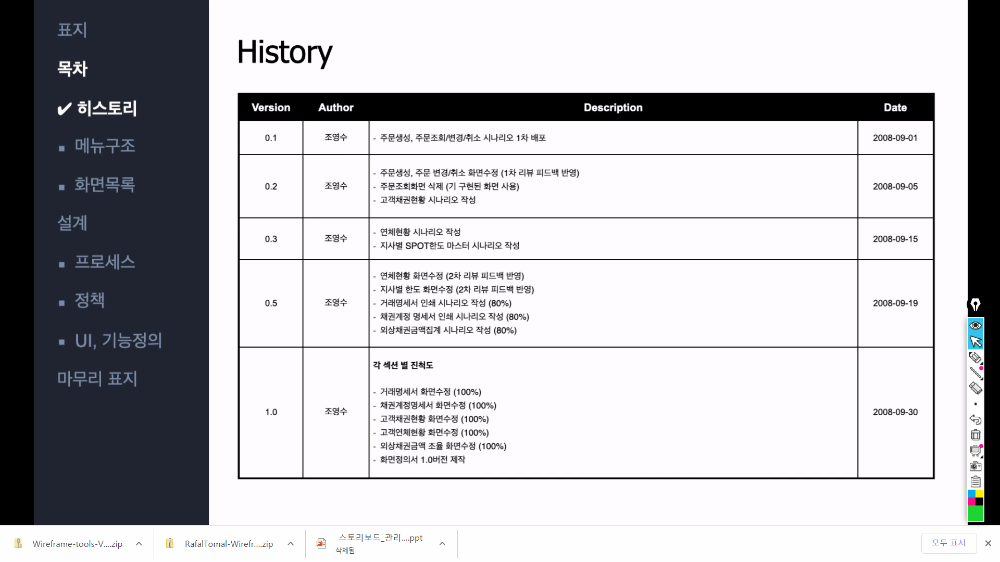 표지
목차
✔ 히스토리
▪ 메뉴구조
▪ 화면목록
설계
▪ 프로세스
▪ 정책
▪ UI, 기능정의
마무리 표지
History
Version Author Description Date
0.1 조영수 - 주문생성, 주문조회/변경/취소 시나리오 1차 배포 2008-09-01
0.2 조영수 2008-09-05
- 주문생성, 주문 변경/취소 화면수정 (1차 리뷰 피드백 반영)
- 주문조회화면 삭제 (기 구현된 화면 사용)
- 고객채권현황 시나리오 작성
0.3 조영수 2008-09-15
- 연체현황 시나리오 작성
- 지사별 SPOT한도 마스터 시나리오 작성
0.5 조영수 2008-09-19
- 연체현황 화면수정 (2차 리뷰 피드백 반영)
- 지사별 한도 화면수정 (2차 리뷰 피드백 반영)
- 거래명세서 인쇄 시나리오 작성 (80%)
- 채권계정 명세서 인쇄 시나리오 작성 (80%)
- 외상채권금액집계 시나리오 작성 (80%)
1.0 조영수 2008-09-30
각 섹션 별 진척도
- 거래명세서 화면수정 (100%)
- 채권계정명세서 화면수정 (100%)
- 고객채권현황 화면수정 (100%)
- 고객연체현황 화면수정 (100%)
- 외상채권금액 조율 화면수정 (100%)
- 화면정의서 1.0버전 제작
Wireframe-tools-V....zip
RafalTomal-Wirefr....zip
스토리보드_관리....ppt
삭제됨
모두 표시